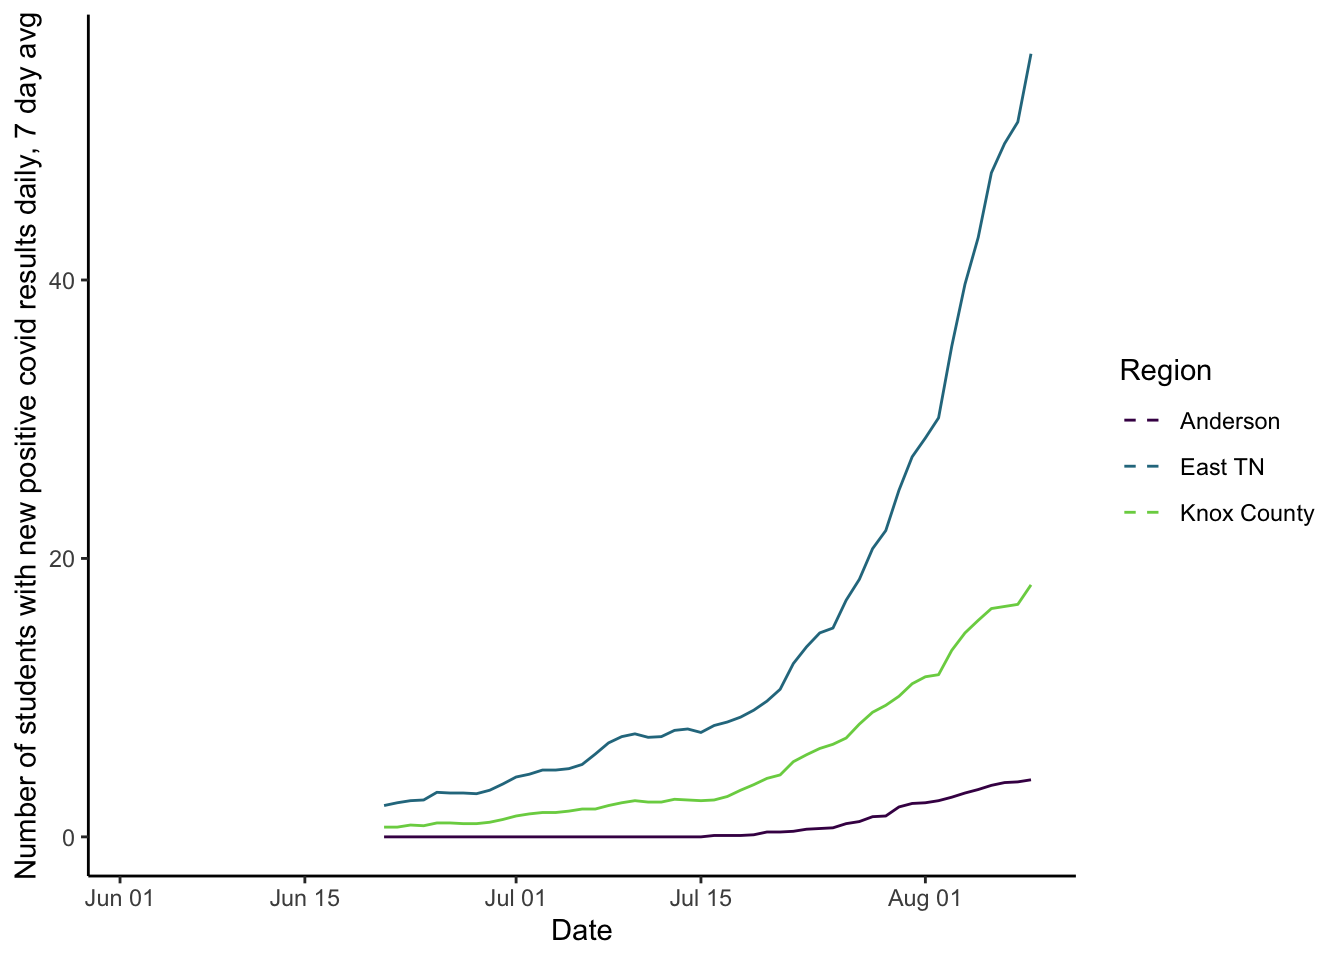 Number of students with new positive covid results daily, 7 day avg
40
20
0
Jun 01
Jun 15
Jul 01
Jul 15
Aug 01
Date
Region
Anderson
East TN
Knox County